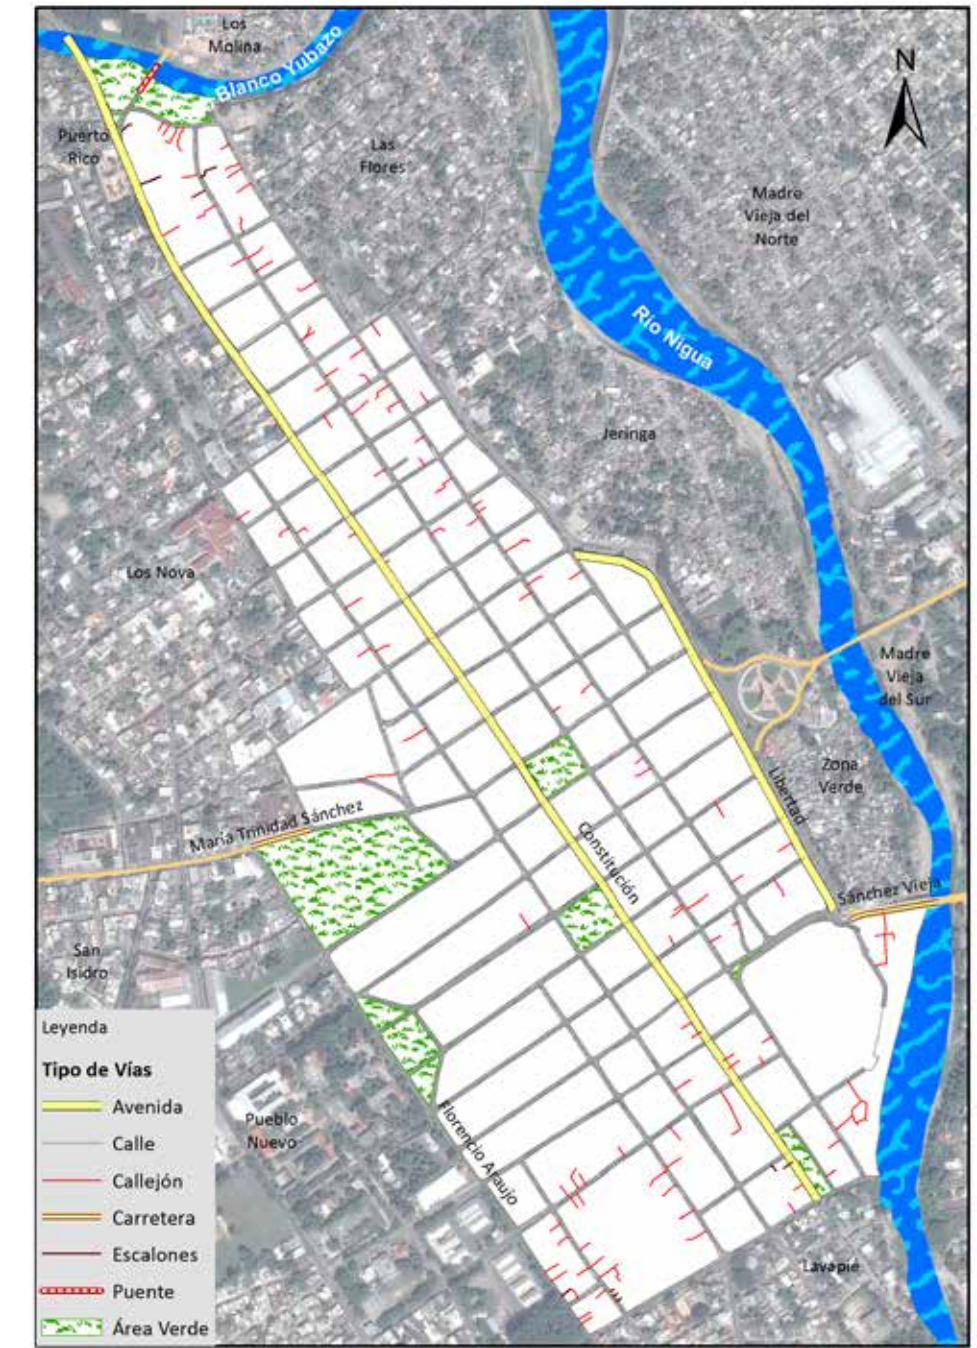 Los
Molina
Blanco Yubazo
N
Puerto
Rico
Las
Flores
Madre
Vieja del
Norte
Río Nigua
Jeringa
Los Nova
Madre
Vieja
del Sur
Zona
Verde
Libertad
María Trinidad Sánchez
Constitución
Sánchez Vieja
San
Isidro
Leyenda
Tipo de Vías
Avenida
Calle
Callejón
Carretera
Escalones
Puente
Área Verde
Pueblo
Nuevo
Florencio Araujo
Lavapié